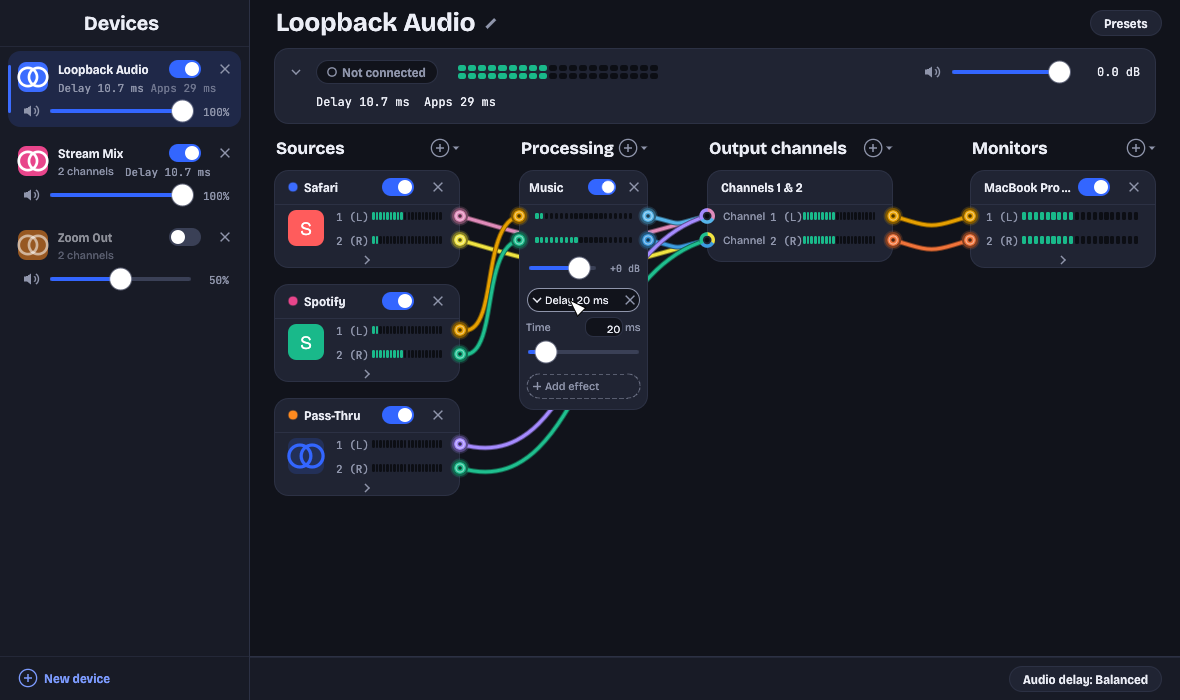 Devices
Loopback Audio
Delay 10.7 ms Apps 29 ms
100%
Stream Mix
2 channels Delay 10.7 ms
100%
Zoom Out
2 channels
50%
New device
Loopback Audio
Presets
Not connected
0.0 dB
Delay 10.7 ms Apps 29 ms
Sources
Safari
S
1 (L)
2 (R)
Spotify
S
1 (L)
2 (R)
Pass-Thru
1 (L)
2 (R)
Processing
Music
+0 dB
Delay 20 ms
Time 20 ms
+ Add effect
Output channels
Channels 1 & 2
Channel 1 (L)
Channel 2 (R)
Monitors
MacBook Pro ...
1 (L)
2 (R)
Audio delay: Balanced